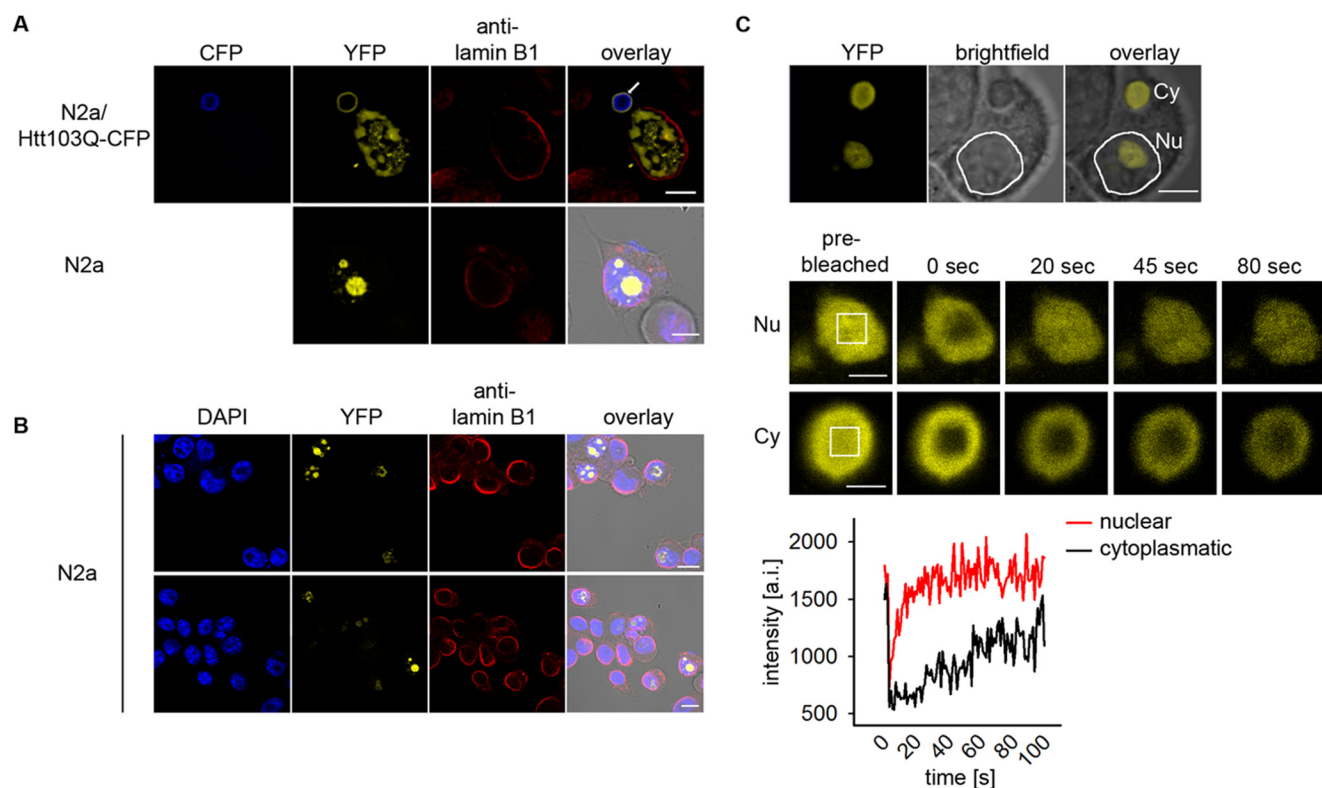 A
CFP
YFP
anti-
lamin B1
overlay
N2a/
Htt103Q-CFP
N2a
B
DAPI
YFP
anti-
lamin B1
overlay
N2a
C
YFP
brightfield
overlay
Cy
Nu
pre-
bleached
0 sec
20 sec
45 sec
80 sec
Nu
Cy
nuclear
cytoplasmatic
intensity [a.i.]
2000
1500
1000
500
0
20
40
60
80
100
time [s]